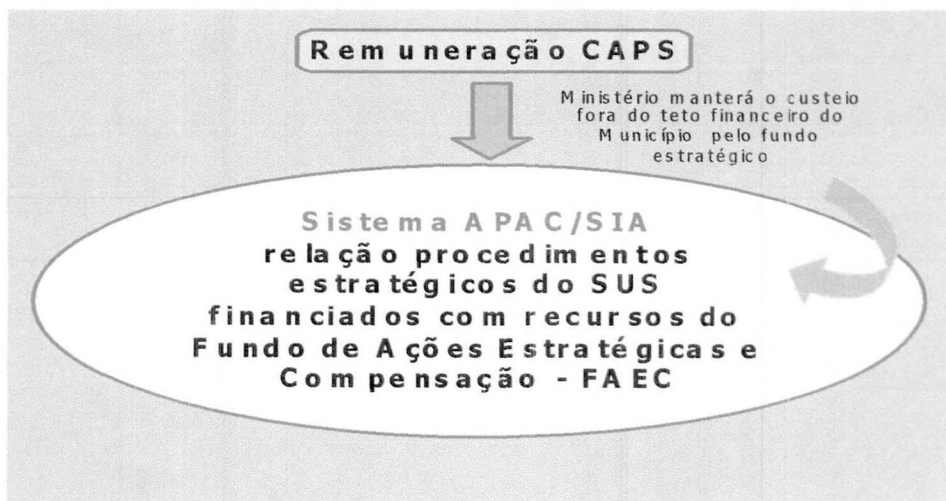 Remuneração CAPS
Ministério manterá o custeio
fora do teto financeiro do
Município pelo fundo
estratégico
Sistema APAC/SIA
relação procedimentos
estratégicos do SUS
financiados com recursos do
Fundo de Ações Estratégicas e
Compensação - FAEC